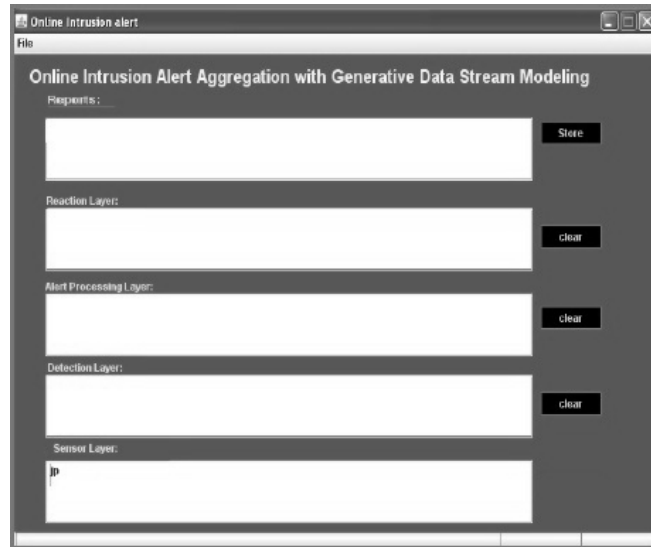 Online Intrusion alert
File
Online Intrusion Alert Aggregation with Generative Data Stream Modeling
Reports:
Store
Reaction Layer:
clear
Alert Processing Layer:
clear
Detection Layer:
clear
Sensor Layer:
jp